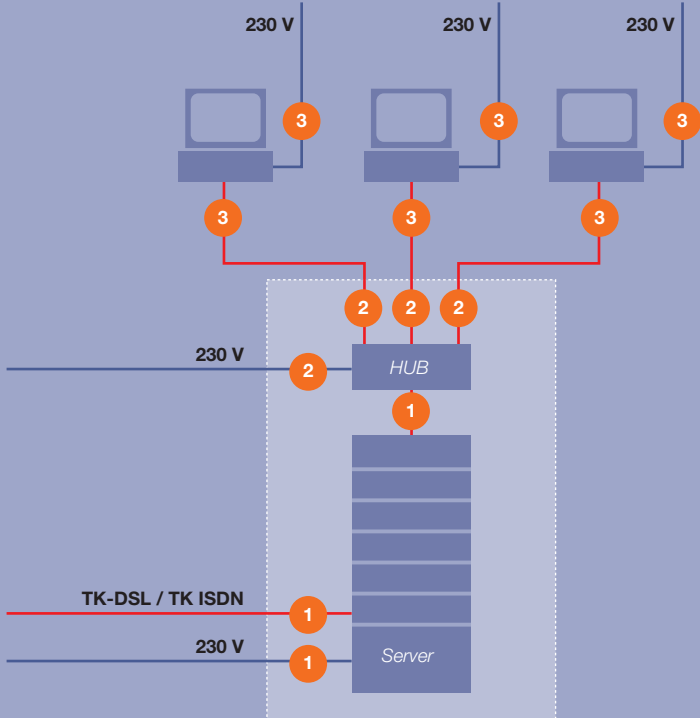 230 V 230 V 230 V
3 3 3
3 3 3
2 2 2
230 V
2
HUB
1
TK-DSL / TK ISDN
1
230 V
1
Server